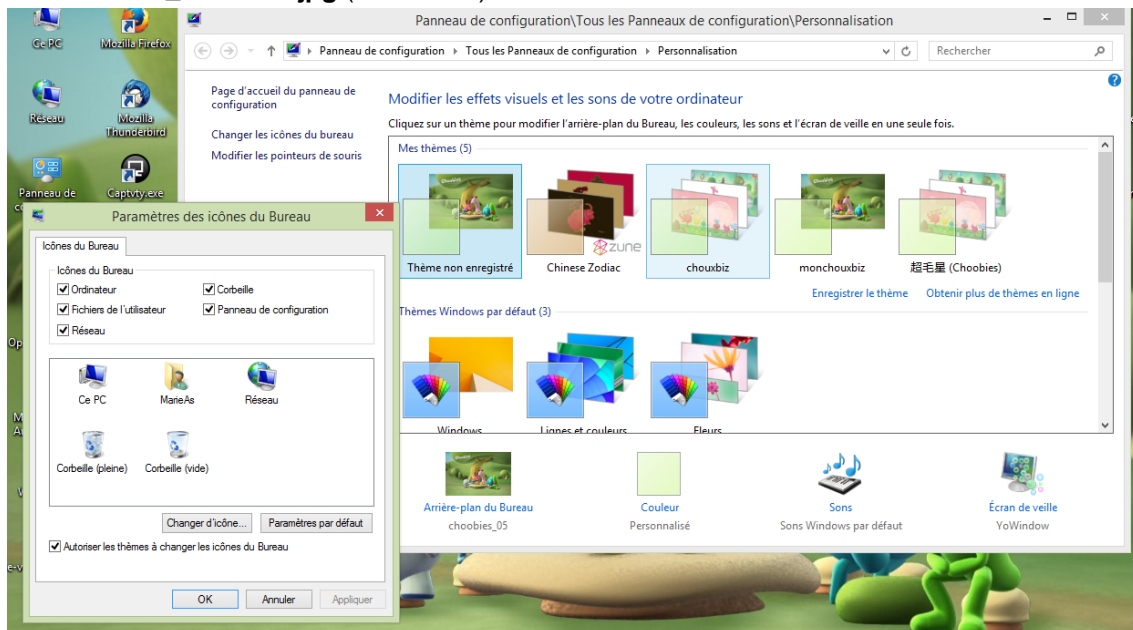 jpg
Ce PC
Mozilla Firefox
Réseau
Mozilla
Thunderbird
Panneau de
Captvty.exe
Panneau de configuration\Tous les Panneaux de configuration\Personnalisation
Panneau de configuration
Tous les Panneaux de configuration
Personnalisation
Rechercher
Page d'accueil du panneau de
configuration
Changer les icônes du bureau
Modifier les pointeurs de souris
Modifier les effets visuels et les sons de votre ordinateur
Cliquez sur un thème pour modifier l'arrière-plan du Bureau, les couleurs, les sons et l'écran de veille en une seule fois.
Mes thèmes (5)
zune
Thème non enregistré
Chinese Zodiac
chouxbiz
monchouxbiz
超毛星 (Choobies)
Enregistrer le thème
Obtenir plus de thèmes en ligne
Thèmes Windows par défaut (3)
Windows
Lignes et couleurs
Fleurs
Arrière-plan du Bureau
choobies_05
Couleur
Personnalisé
Sons
Sons Windows par défaut
Écran de veille
YoWindow
Paramètres des icônes du Bureau
Icônes du Bureau
Icônes du Bureau
Ordinateur
Corbeille
Fichiers de l'utilisateur
Panneau de configuration
Réseau
Ce PC
MarieAs
Réseau
Corbeille (pleine)
Corbeille (vide)
Changer d'icône...
Paramètres par défaut
Autoriser les thèmes à changer les icônes du Bureau
OK
Annuler
Appliquer